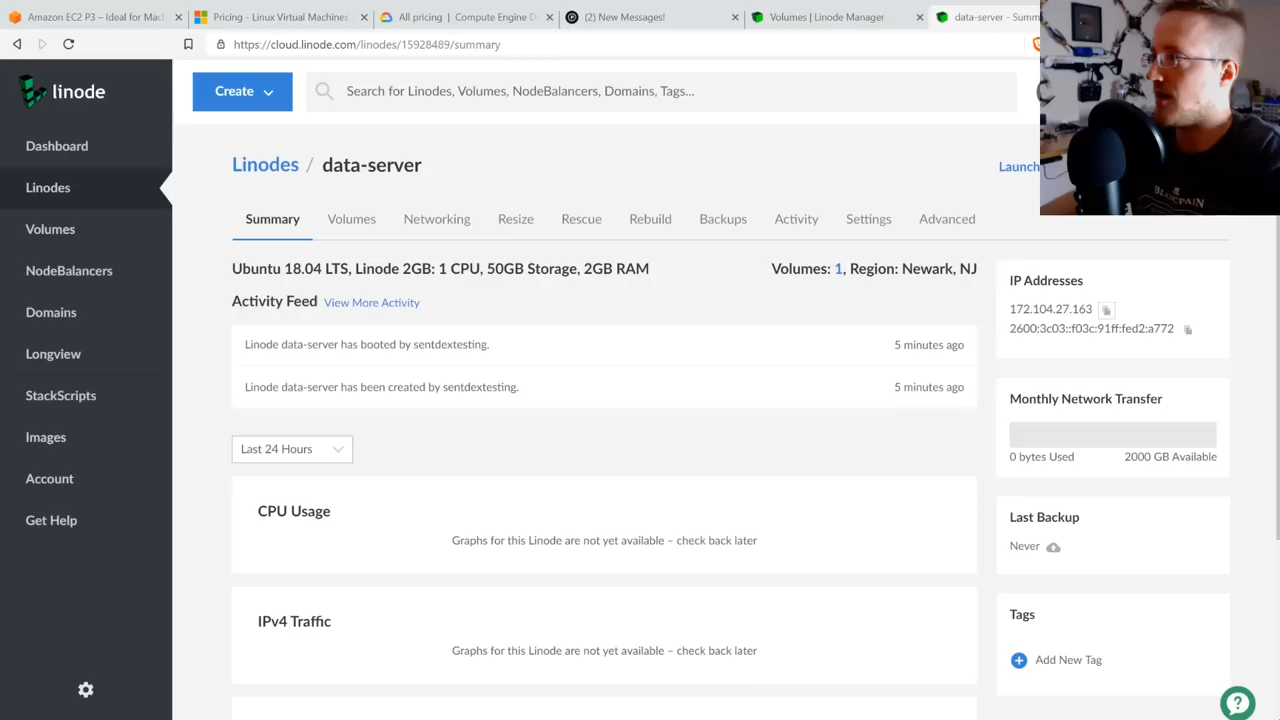 Amazon EC2 P3 – Ideal for Mac
Pricing - Linux Virtual Machines
All pricing | Compute Engine D
(2) New Messages!
Volumes | Linode Manager
data-server - Summ
https://cloud.linode.com/linodes/15928489/summary
linode
Create
Search for Linodes, Volumes, NodeBalancers, Domains, Tags...
Dashboard
Linodes
Volumes
NodeBalancers
Domains
Longview
StackScripts
Images
Account
Get Help
Linodes / data-server
Launch
Summary
Volumes
Networking
Resize
Rescue
Rebuild
Backups
Activity
Settings
Advanced
Ubuntu 18.04 LTS, Linode 2GB: 1 CPU, 50GB Storage, 2GB RAM
Volumes: 1, Region: Newark, NJ
Activity Feed View More Activity
Linode data-server has booted by sentdextesting.
5 minutes ago
Linode data-server has been created by sentdextesting.
5 minutes ago
Last 24 Hours
CPU Usage
Graphs for this Linode are not yet available – check back later
IPv4 Traffic
Graphs for this Linode are not yet available – check back later
IP Addresses
172.104.27.163
2600:3c03::f03c:91ff:fed2:a772
Monthly Network Transfer
0 bytes Used
2000 GB Available
Last Backup
Never
Tags
Add New Tag
BLANCPAIN